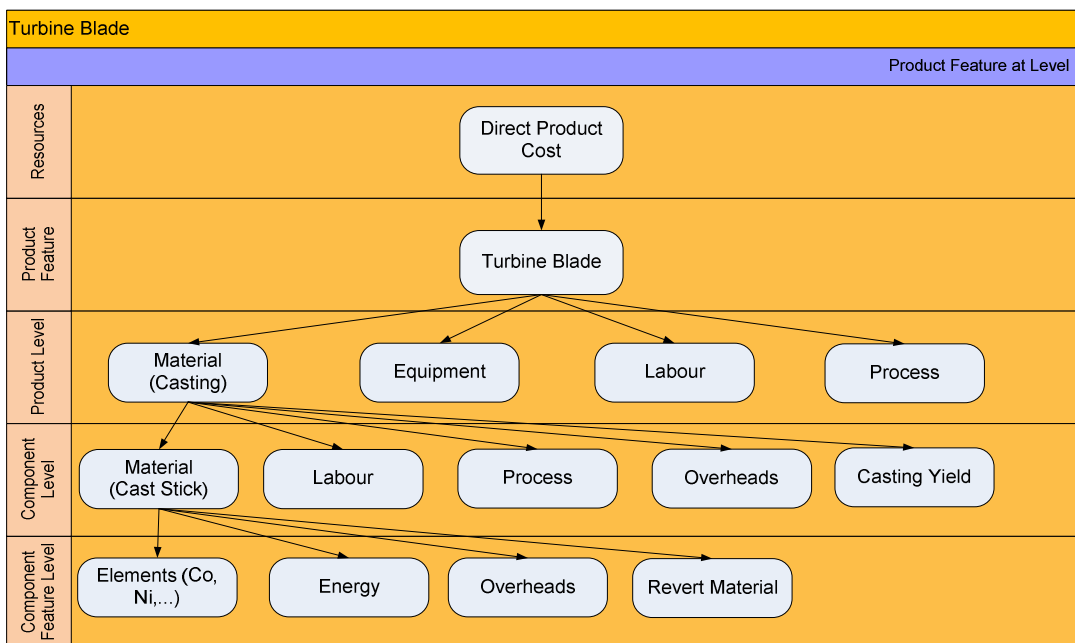 Turbine Blade
Product Feature at Level
Resources
Direct Product
Cost
Product
Feature
Turbine Blade
Product Level
Material
(Casting)
Equipment
Labour
Process
Component
Level
Material
(Cast Stick)
Labour
Process
Overheads
Casting Yield
Component
Feature Level
Elements (Co,
Ni,...)
Energy
Overheads
Revert Material